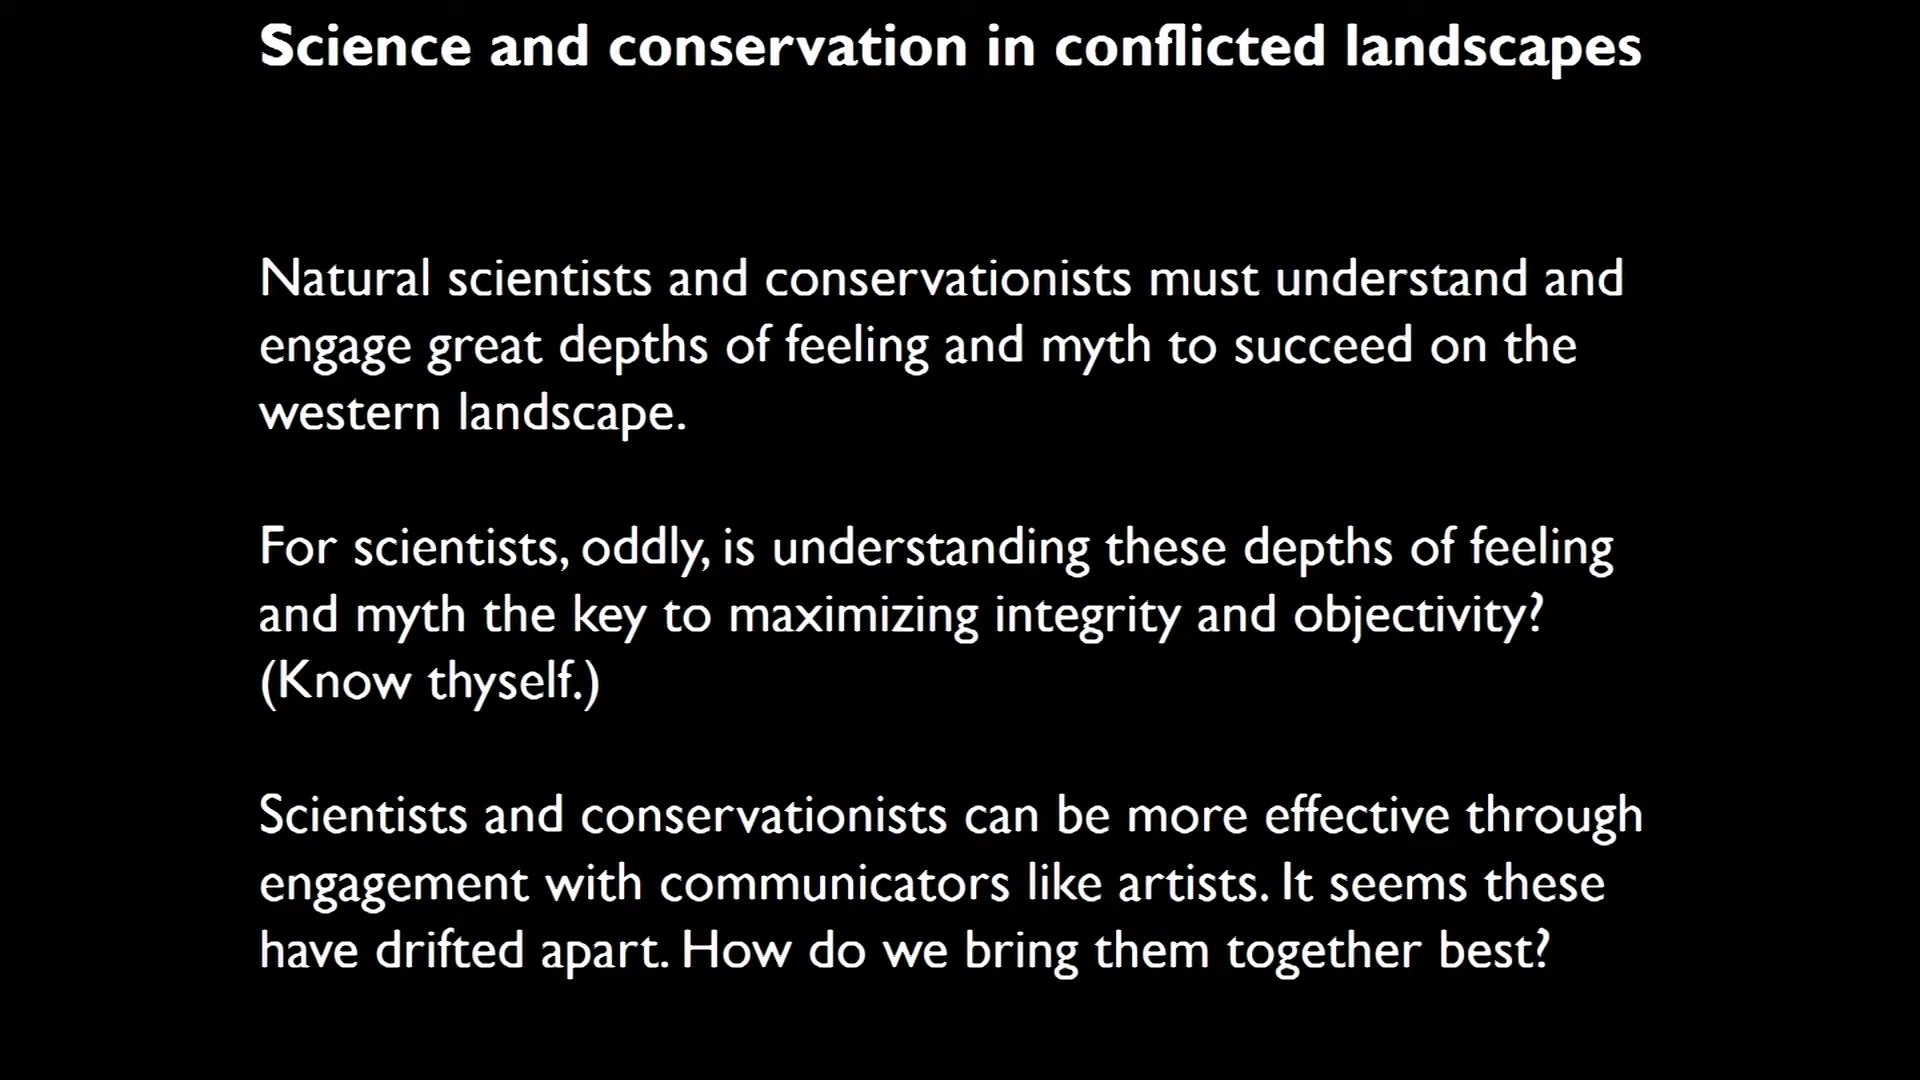 Science and conservation in conflicted landscapes
Natural scientists and conservationists must understand and
engage great depths of feeling and myth to succeed on the
western landscape.
For scientists, oddly, is understanding these depths of feeling
and myth the key to maximizing integrity and objectivity?
(Know thyself.)
Scientists and conservationists can be more effective through
engagement with communicators like artists. It seems these
have drifted apart. How do we bring them together best?